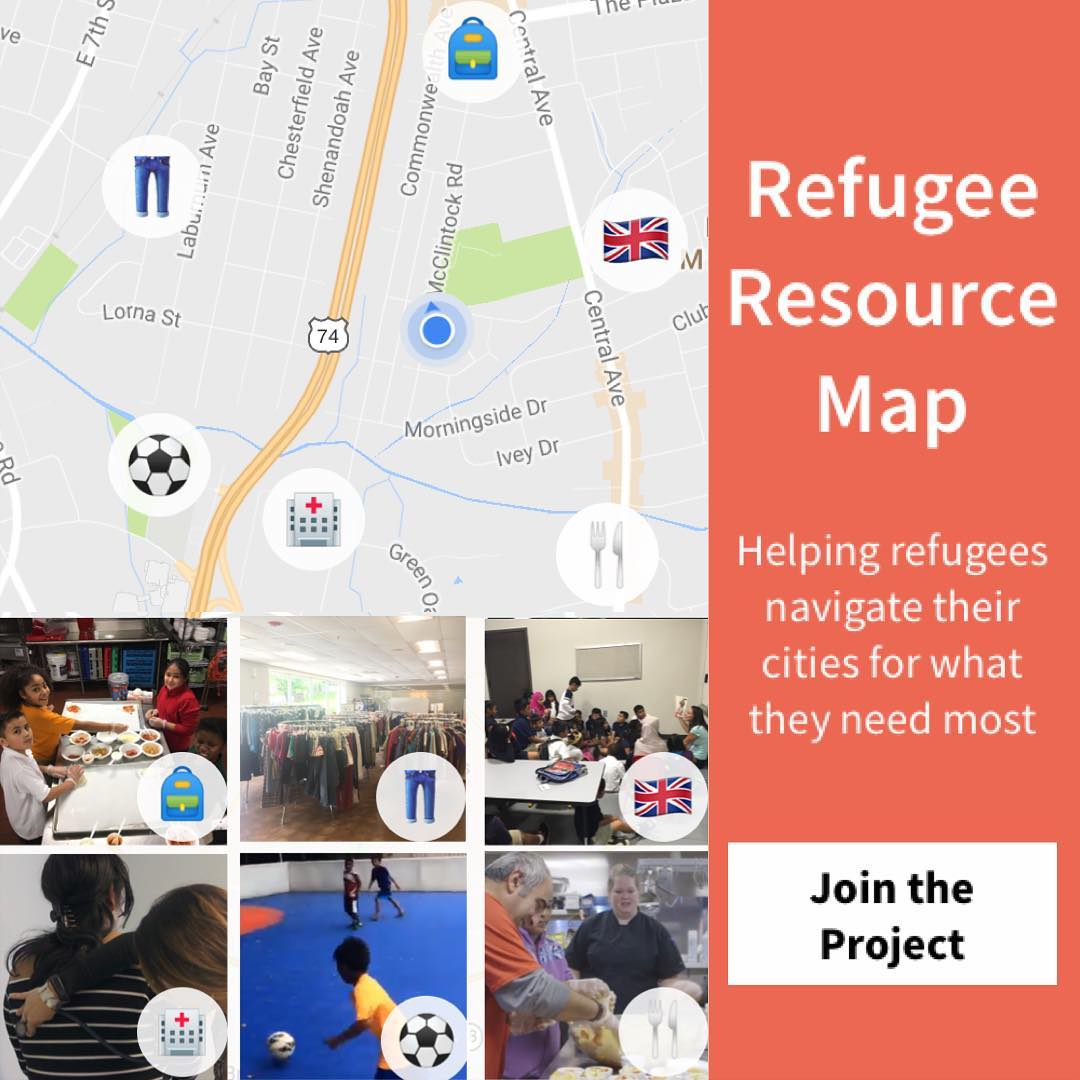 The Plaz
ve
E 7th S
Bay St
Chesterfield Ave
Shenandoah Ave
Commonwealth Ave
Central Ave
Laburnum Ave
McClintock Rd
M
Lorna St
74
Central Ave
Club
Morningside Dr
Ivey Dr
Rd
Green Oa
Refugee
Resource
Map
Helping refugees
navigate their
cities for what
they need most
Join the
Project